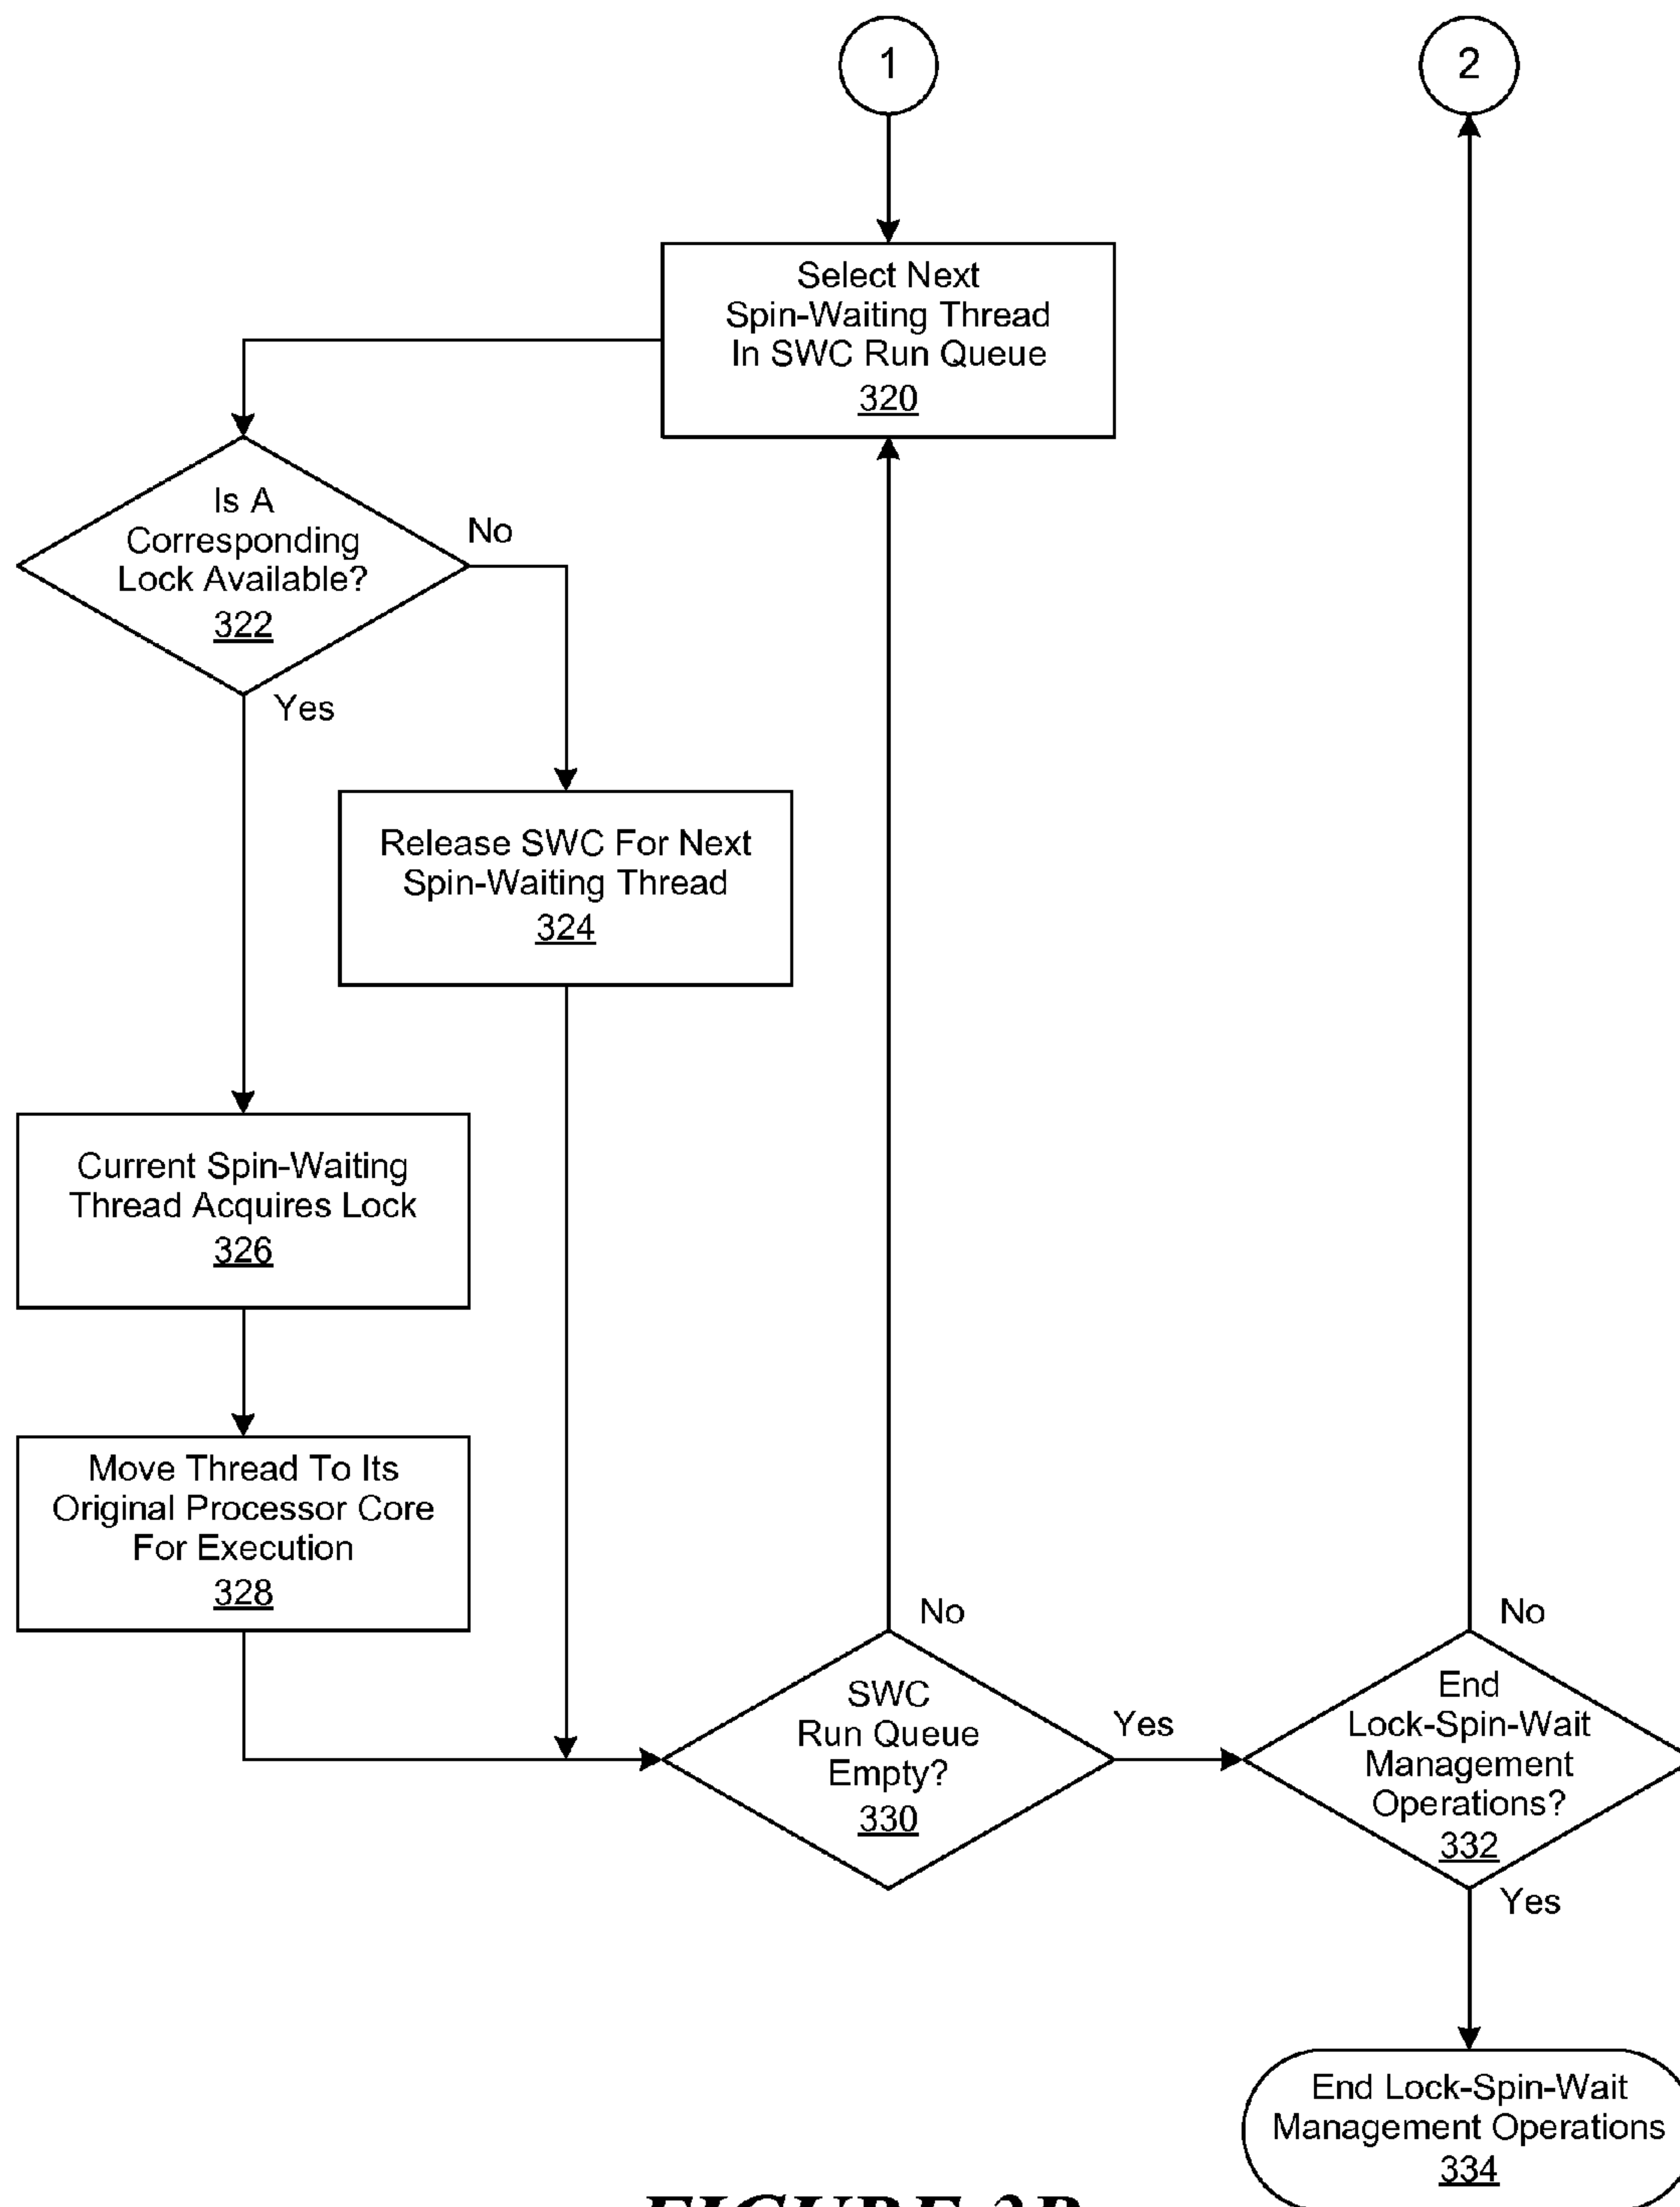 1
2
Select Next
Spin-Waiting Thread
In SWC Run Queue
320
Is A
Corresponding
Lock Available?
322
No
Yes
Release SWC For Next
Spin-Waiting Thread
324
Current Spin-Waiting
Thread Acquires Lock
326
Move Thread To Its
Original Processor Core
For Execution
328
No
SWC
Run Queue
Empty?
330
Yes
No
End
Lock-Spin-Wait
Management
Operations?
332
Yes
End Lock-Spin-Wait
Management Operations
334
FIGURE 3B